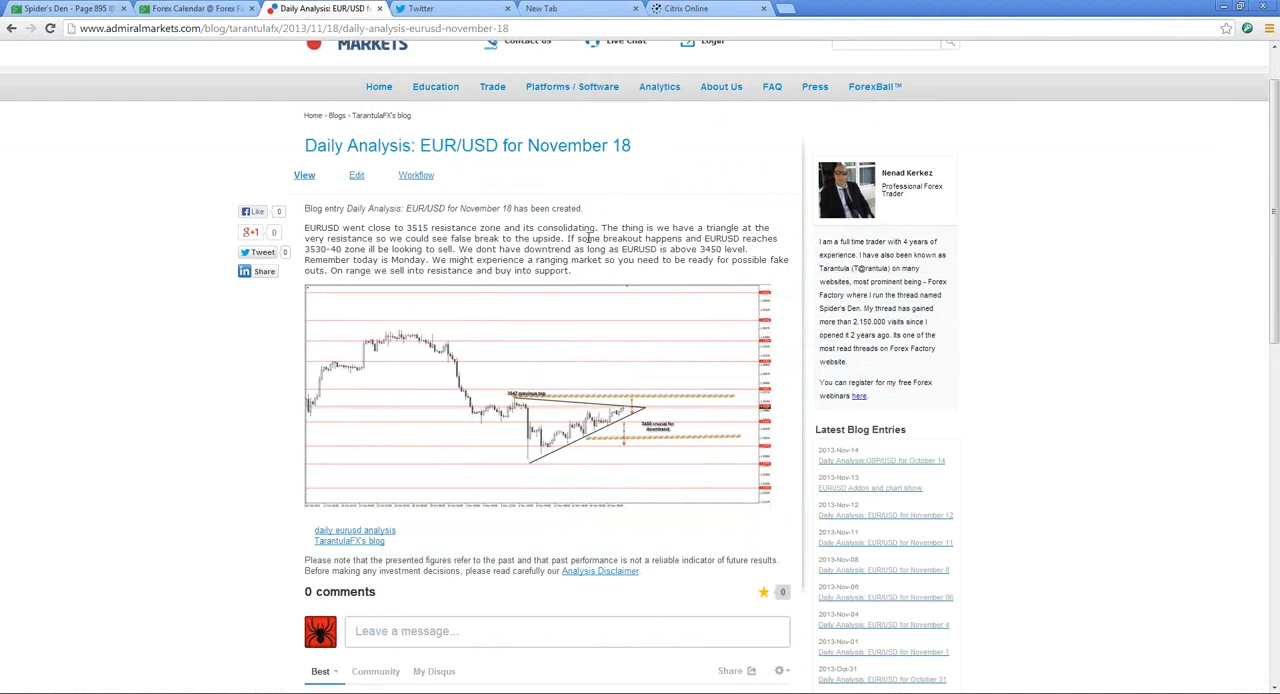 Spider's Den - Page 895
Forex Calendar @ Forex F
Daily Analysis: EUR/USD f
Twitter
New Tab
Citrix Online
www.admiralmarkets.com/blog/tarantulafx/2013/11/18/daily-analysis-eurusd-november-18
MARKETS
Contact Us
Live Chat
Login
Home
Education
Trade
Platforms / Software
Analytics
About Us
FAQ
Press
ForexBall™
Home › Blogs › TarantulaFX's blog
Daily Analysis: EUR/USD for November 18
View
Edit
Workflow
Like 0
+1 0
Tweet 0
Share
Blog entry Daily Analysis: EUR/USD for November 18 has been created.
EURUSD went close to 3515 resistance zone and its consolidating. The thing is we have a triangle at the
very resistance so we could see false break to the upside. If some breakout happens and EURUSD reaches
3530-40 zone ill be looking to sell. We dont have downtrend as long as EURUSD is above 3450 level.
Remember today is Monday. We might experience a ranging market so you need to be ready for possible fake
outs. On range we sell into resistance and buy into support.
previous top
3450 crucial for
downtrend
daily eurusd analysis
TarantulaFX's blog
Please note that the presented figures refer to the past and that past performance is not a reliable indicator of future results.
Before making any investment decisions, please read carefully our Analysis Disclaimer.
0 comments
0
Leave a message...
Best
Community
My Disqus
Share
Nenad Kerkez
Professional Forex
Trader
I am a full time trader with 4 years of
experience. I have also been known as
Tarantula (T@rantula) on many
websites, most prominent being - Forex
Factory where I run the thread named
Spider's Den. My thread has gained
more than 2.150.000 visits since I
opened it 2 years ago. Its one of the
most read threads on Forex Factory
website.
You can register for my free Forex
webinars here.
Latest Blog Entries
2013-Nov-14
Daily Analysis:GBP/USD for October 14
2013-Nov-13
EURUSD Addon and chart show
2013-Nov-12
Daily Analysis: EUR/USD for November 12
2013-Nov-11
Daily Analysis: EUR/USD for November 11
2013-Nov-08
Daily Analysis: EUR/USD for November 8
2013-Nov-06
Daily Analysis: EUR/USD for November 06
2013-Nov-04
Daily Analysis: EUR/USD for November 4
2013-Nov-01
Daily Analysis: EUR/USD for November 1
2013-Oct-31
Daily Analysis: EUR/USD for October 31